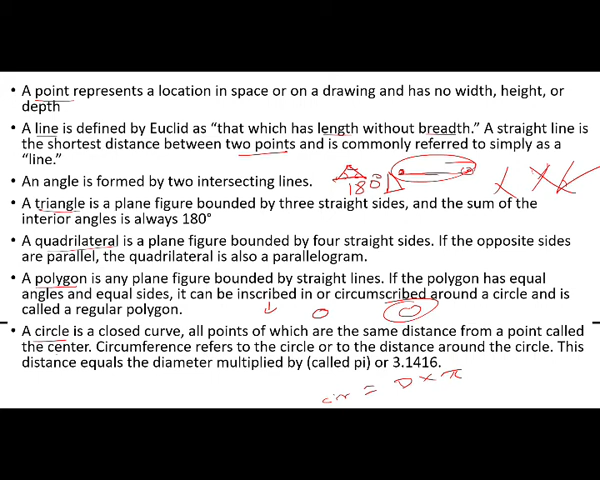 • A point represents a location in space or on a drawing and has no width, height, or
depth
• A line is defined by Euclid as “that which has length without breadth.” A straight line is
the shortest distance between two points and is commonly referred to simply as a
“line.”
• An angle is formed by two intersecting lines.
180°
• A triangle is a plane figure bounded by three straight sides, and the sum of the
interior angles is always 180°
• A quadrilateral is a plane figure bounded by four straight sides. If the opposite sides
are parallel, the quadrilateral is also a parallelogram.
• A polygon is any plane figure bounded by straight lines. If the polygon has equal
angles and equal sides, it can be inscribed in or circumscribed around a circle and is
called a regular polygon.
• A circle is a closed curve, all points of which are the same distance from a point called
the center. Circumference refers to the circle or to the distance around the circle. This
distance equals the diameter multiplied by (called pi) or 3.1416.
cirr = D × π